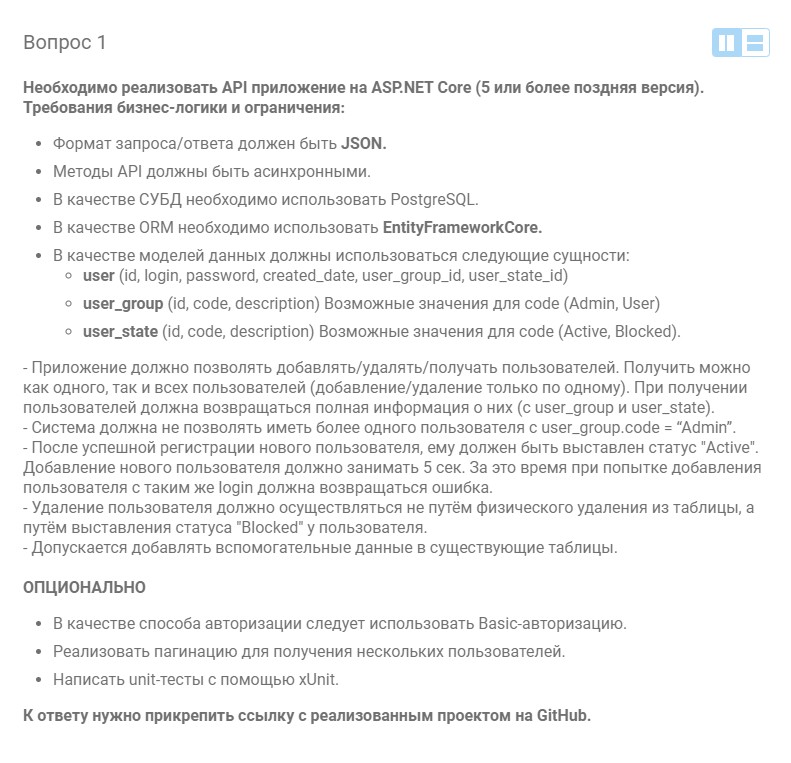 Вопрос 1
Необходимо реализовать API приложение на ASP.NET Core (5 или более поздняя версия).
Требования бизнес-логики и ограничения:
• Формат запроса/ответа должен быть JSON.
• Методы API должны быть асинхронными.
• В качестве СУБД необходимо использовать PostgreSQL.
• В качестве ORM необходимо использовать EntityFrameworkCore.
• В качестве моделей данных должны использоваться следующие сущности:
◦ user (id, login, password, created_date, user_group_id, user_state_id)
◦ user_group (id, code, description) Возможные значения для code (Admin, User)
◦ user_state (id, code, description) Возможные значения для code (Active, Blocked).
- Приложение должно позволять добавлять/удалять/получать пользователей. Получить можно
как одного, так и всех пользователей (добавление/удаление только по одному). При получении
пользователей должна возвращаться полная информация о них (с user_group и user_state).
- Система должна не позволять иметь более одного пользователя с user_group.code = “Admin”.
- После успешной регистрации нового пользователя, ему должен быть выставлен статус "Active".
Добавление нового пользователя должно занимать 5 сек. За это время при попытке добавления
пользователя с таким же login должна возвращаться ошибка.
- Удаление пользователя должно осуществляться не путём физического удаления из таблицы, а
путём выставления статуса "Blocked" у пользователя.
- Допускается добавлять вспомогательные данные в существующие таблицы.
ОПЦИОНАЛЬНО
• В качестве способа авторизации следует использовать Basic-авторизацию.
• Реализовать пагинацию для получения нескольких пользователей.
• Написать unit-тесты с помощью xUnit.
К ответу нужно прикрепить ссылку с реализованным проектом на GitHub.